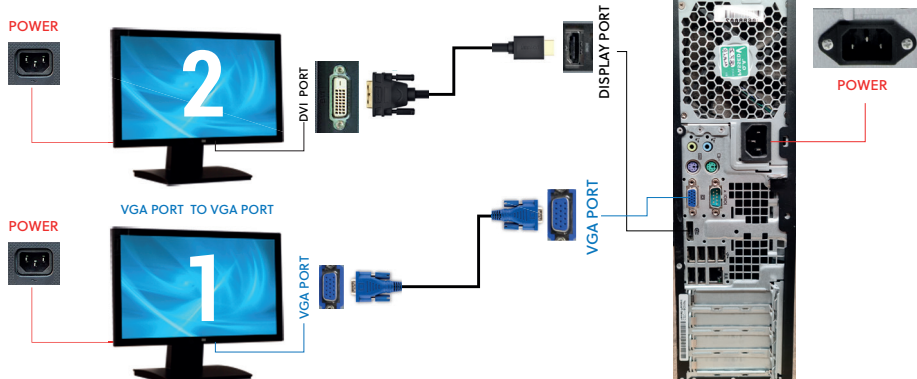 POWER
2
DVI PORT
DISPLAY PORT
POWER
VGA PORT TO VGA PORT
POWER
1
VGA PORT
VGA PORT